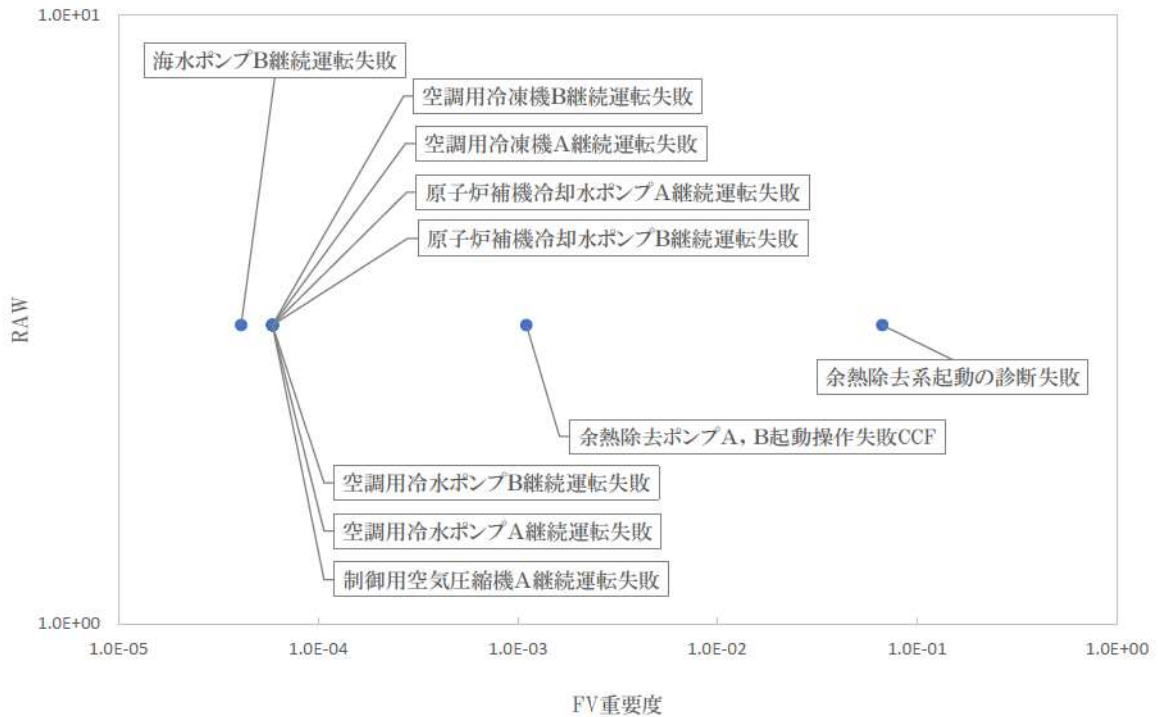 1.0E+01
海水ポンプB継続運転失敗
空調用冷凍機B継続運転失敗
空調用冷凍機A継続運転失敗
原子炉補機冷却水ポンプA継続運転失敗
原子炉補機冷却水ポンプB継続運転失敗
RAW
余熱除去系起動の診断失敗
余熱除去ポンプA，B起動操作失敗CCF
空調用冷水ポンプB継続運転失敗
空調用冷水ポンプA継続運転失敗
制御用空気圧縮機A継続運転失敗
1.0E+00
1.0E-05 1.0E-04 1.0E-03 1.0E-02 1.0E-01 1.0E+00
FV重要度